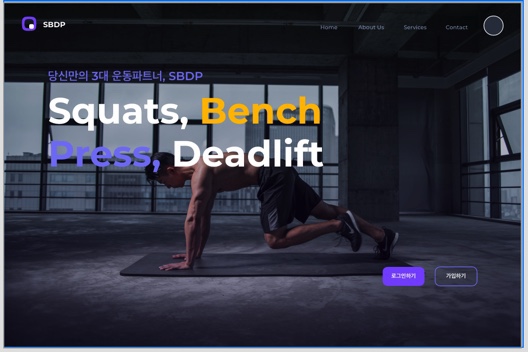 SBDP
Home About Us Services Contact
당신만의 3대 운동파트너, SBDP
Squats, Bench
Press, Deadlift
로그인하기 가입하기